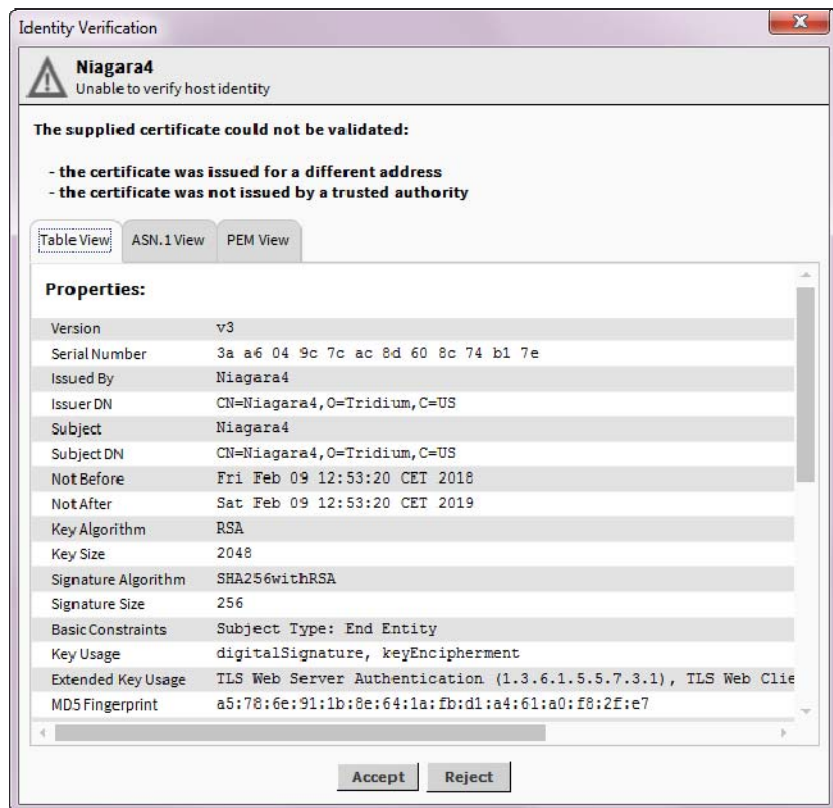 Identity Verification
Niagara4
Unable to verify host identity
The supplied certificate could not be validated:
- the certificate was issued for a different address
- the certificate was not issued by a trusted authority
Table View ASN.1 View PEM View
Properties:
Version v3
Serial Number 3a a6 04 9c 7c ac 8d 60 8c 74 b1 7e
Issued By Niagara4
Issuer DN CN=Niagara4,O=Tridium,C=US
Subject Niagara4
Subject DN CN=Niagara4,O=Tridium,C=US
Not Before Fri Feb 09 12:53:20 CET 2018
Not After Sat Feb 09 12:53:20 CET 2019
Key Algorithm RSA
Key Size 2048
Signature Algorithm SHA256withRSA
Signature Size 256
Basic Constraints Subject Type: End Entity
Key Usage digitalSignature, keyEncipherment
Extended Key Usage TLS Web Server Authentication (1.3.6.1.5.5.7.3.1), TLS Web Clie
MD5 Fingerprint a5:78:6e:91:1b:8e:64:1a:fb:d1:a4:61:a0:f8:2f:e7
Accept Reject